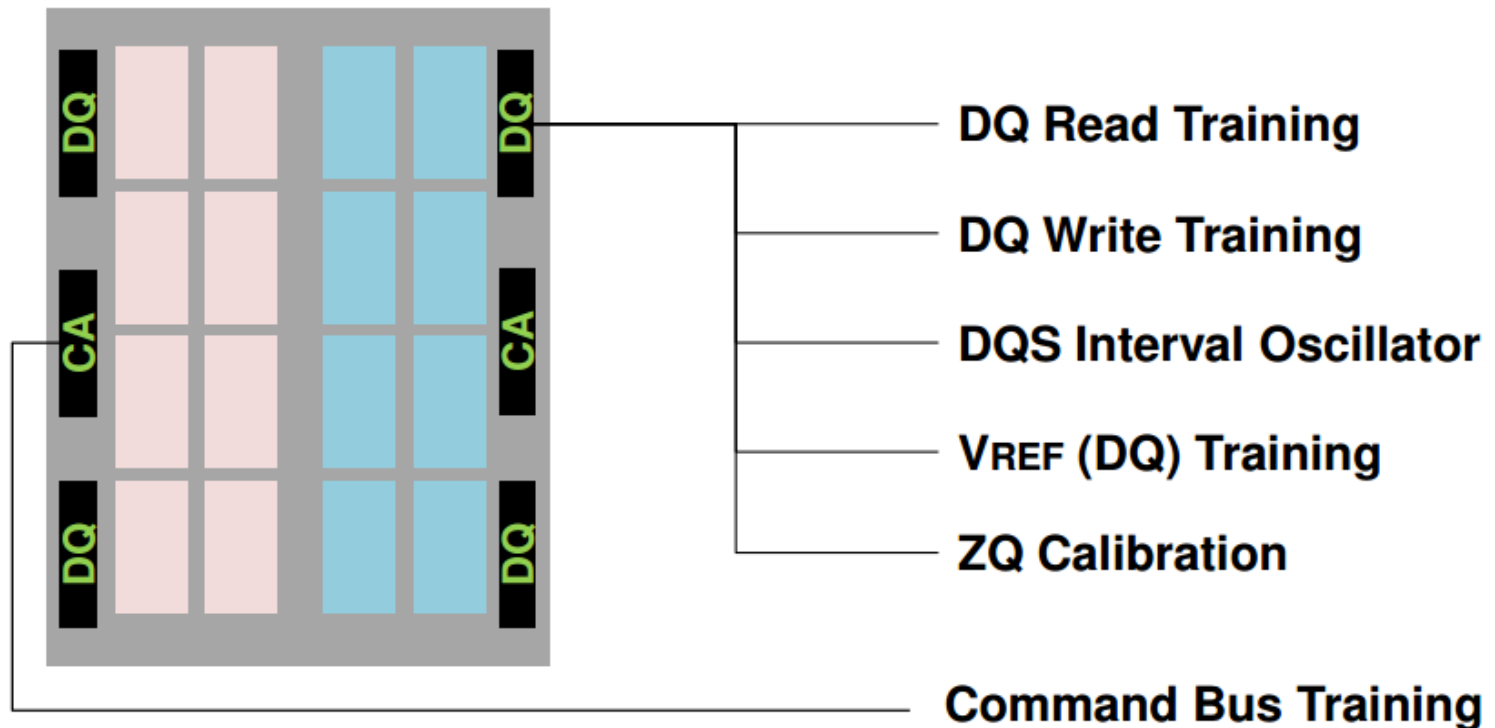 DQ
DQ
DQ Read Training
DQ Write Training
CA
CA
DQS Interval Oscillator
VREF (DQ) Training
DQ
DQ
ZQ Calibration
Command Bus Training